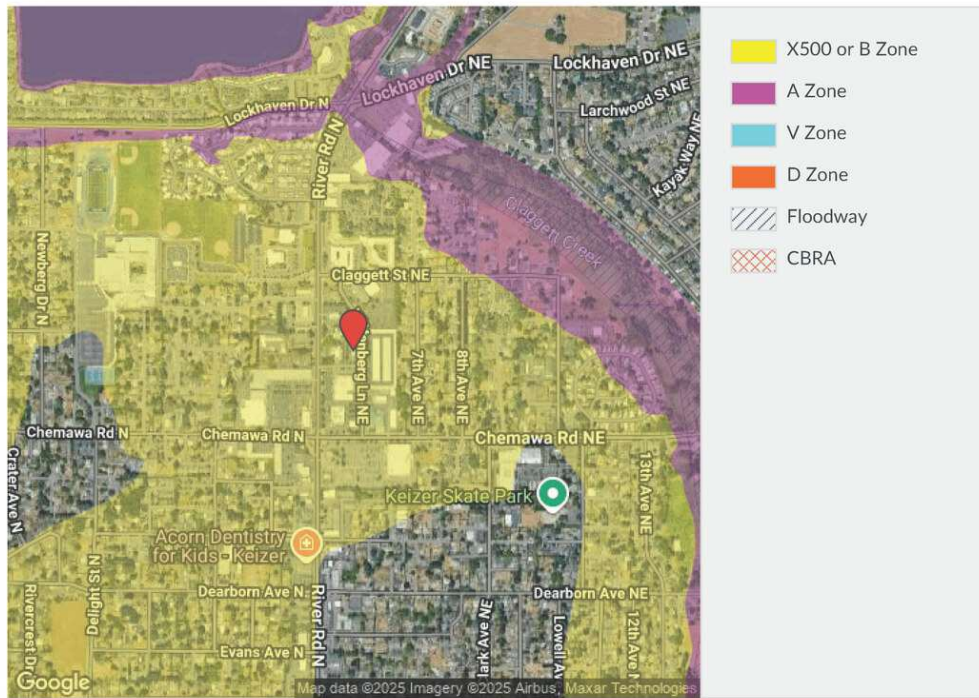 Lockhaven Dr NE
Lockhaven Dr NE
Lockhaven Dr N
Larchwood St NE
River Rd N
Kayak Way NE
Claggett Creek
Newberg Dr N
Claggett St NE
7th Ave NE
8th Ave NE
Chemawa Rd N
Chemawa Rd N
Chemawa Rd NE
Crater Ave N
Keizer Skate Park
13th Ave NE
Acorn Dentistry
for Kids - Keizer
Delight St N
Dearborn Ave N
Dearborn Ave NE
Rivercrest Dr
River Rd N
Evans Ave N
lark Ave NE
Lowell Av
12th Ave N
Google
Map data ©2025 Imagery ©2025 Airbus, Maxar Technologies
X500 or B Zone
A Zone
V Zone
D Zone
Floodway
CBRA